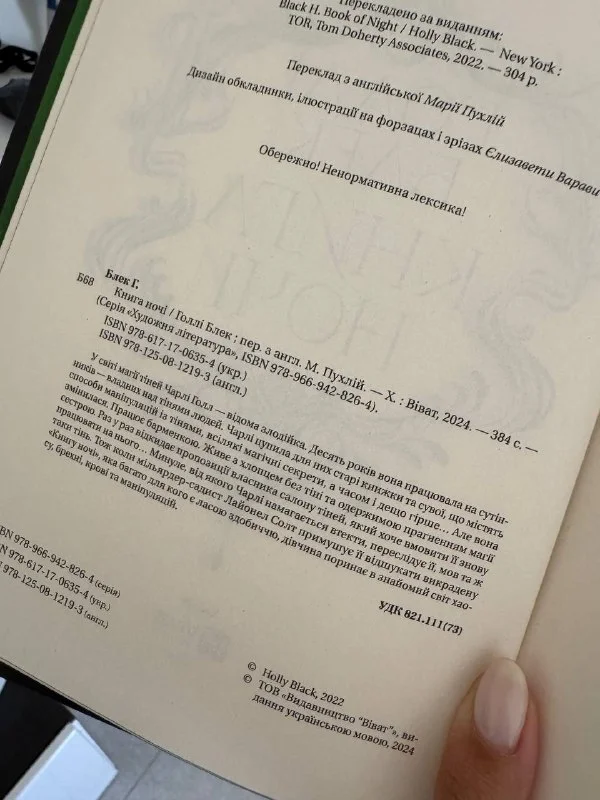 Перекладено за виданням:
Black H. Book of Night / Holly Black. — New York :
TOR, Tom Doherty Associates, 2022. — 304 p.
Переклад з англійської Марії Пухлій
Дизайн обкладинки, ілюстрації на форзацах і зрізах Єлизавети Варави
Обережно! Ненормативна лексика!
Блек Г.
Б68 Книга ночі / Голлі Блек ; пер. з англ. М. Пухлій. — Х. : Віват, 2024. — 384 с. —
(Серія «Художня література», ISBN 978-966-942-826-4).
ISBN 978-617-17-0635-4 (укр.)
ISBN 978-125-08-1219-3 (англ.)
У світі магії тіней Чарлі Голл — відома злодійка. Десять років вона працювала на сутін-
ників — владних над тінями людей. Чарлі цупила для них старі книжки та сувої, що містять
способи маніпуляцій із тінями, всілякі магічні секрети, а часом і дещо гірше... Але вона
змінилася. Працює барменкою. Живе з хлопцем без тіні та одержимою прагненням магії
сестрою. Раз у раз відкидає пропозиції власника салону тіней, який хоче вмовити її знову
працювати на нього... Минуле, від якого Чарлі намагається втекти, переслідує її, мов та ж
таки тінь. Тож коли мільярдер-садист Лайонел Солт примушує її відшукати викрадену
«Книгу ночі», яка багато для кого є ласою здобиччю, дівчина поринає в знайомий світ хао-
су, брехні, крові та маніпуляцій.
УДК 821.111(73)
978-966-942-826-4 (серія)
978-617-17-0635-4 (укр.)
978-125-08-1219-3 (англ.)
© Holly Black, 2022
© ТОВ «Видавництво "Віват"», ви-
дання українською мовою, 2024